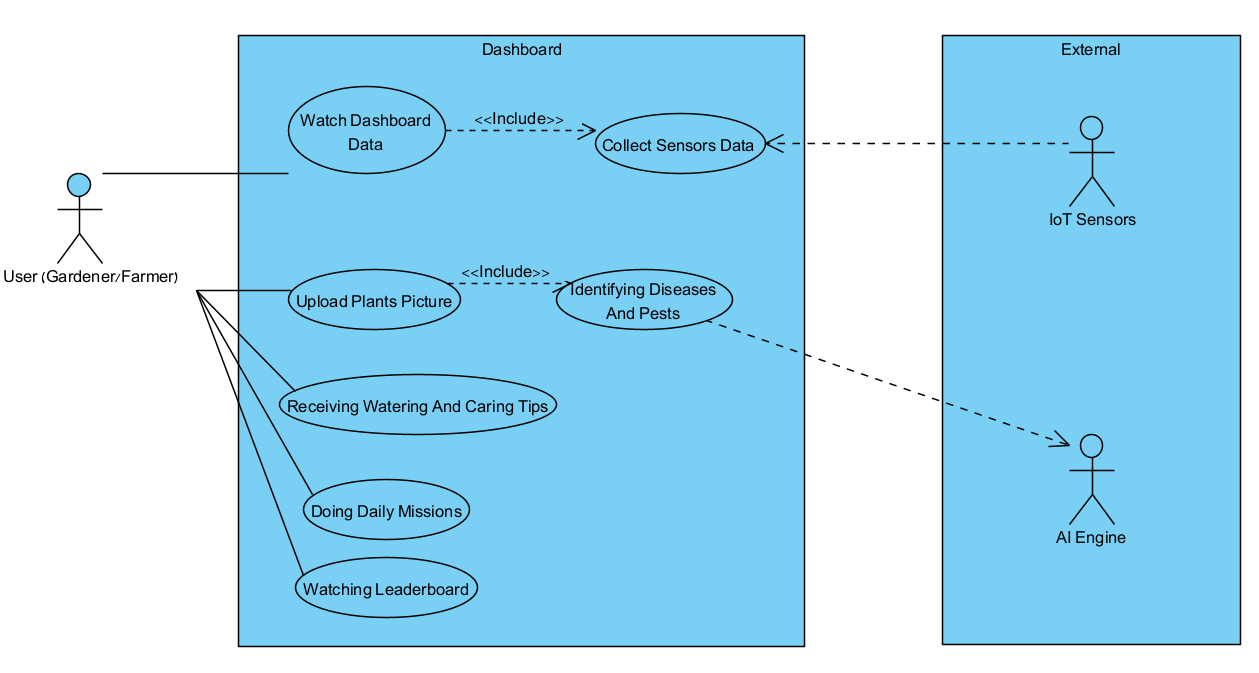 Dashboard
External
Watch Dashboard
Data
<<Include>>
Collect Sensors Data
IoT Sensors
User (Gardener/Farmer)
<<Include>>
Upload Plants Picture
Identifying Diseases
And Pests
Receiving Watering And Caring Tips
Doing Daily Missions
AI Engine
Watching Leaderboard